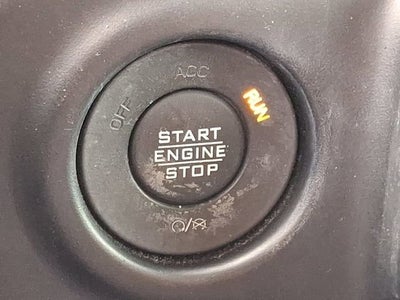 ACC
OFF
RUN
START
ENGINE
STOP